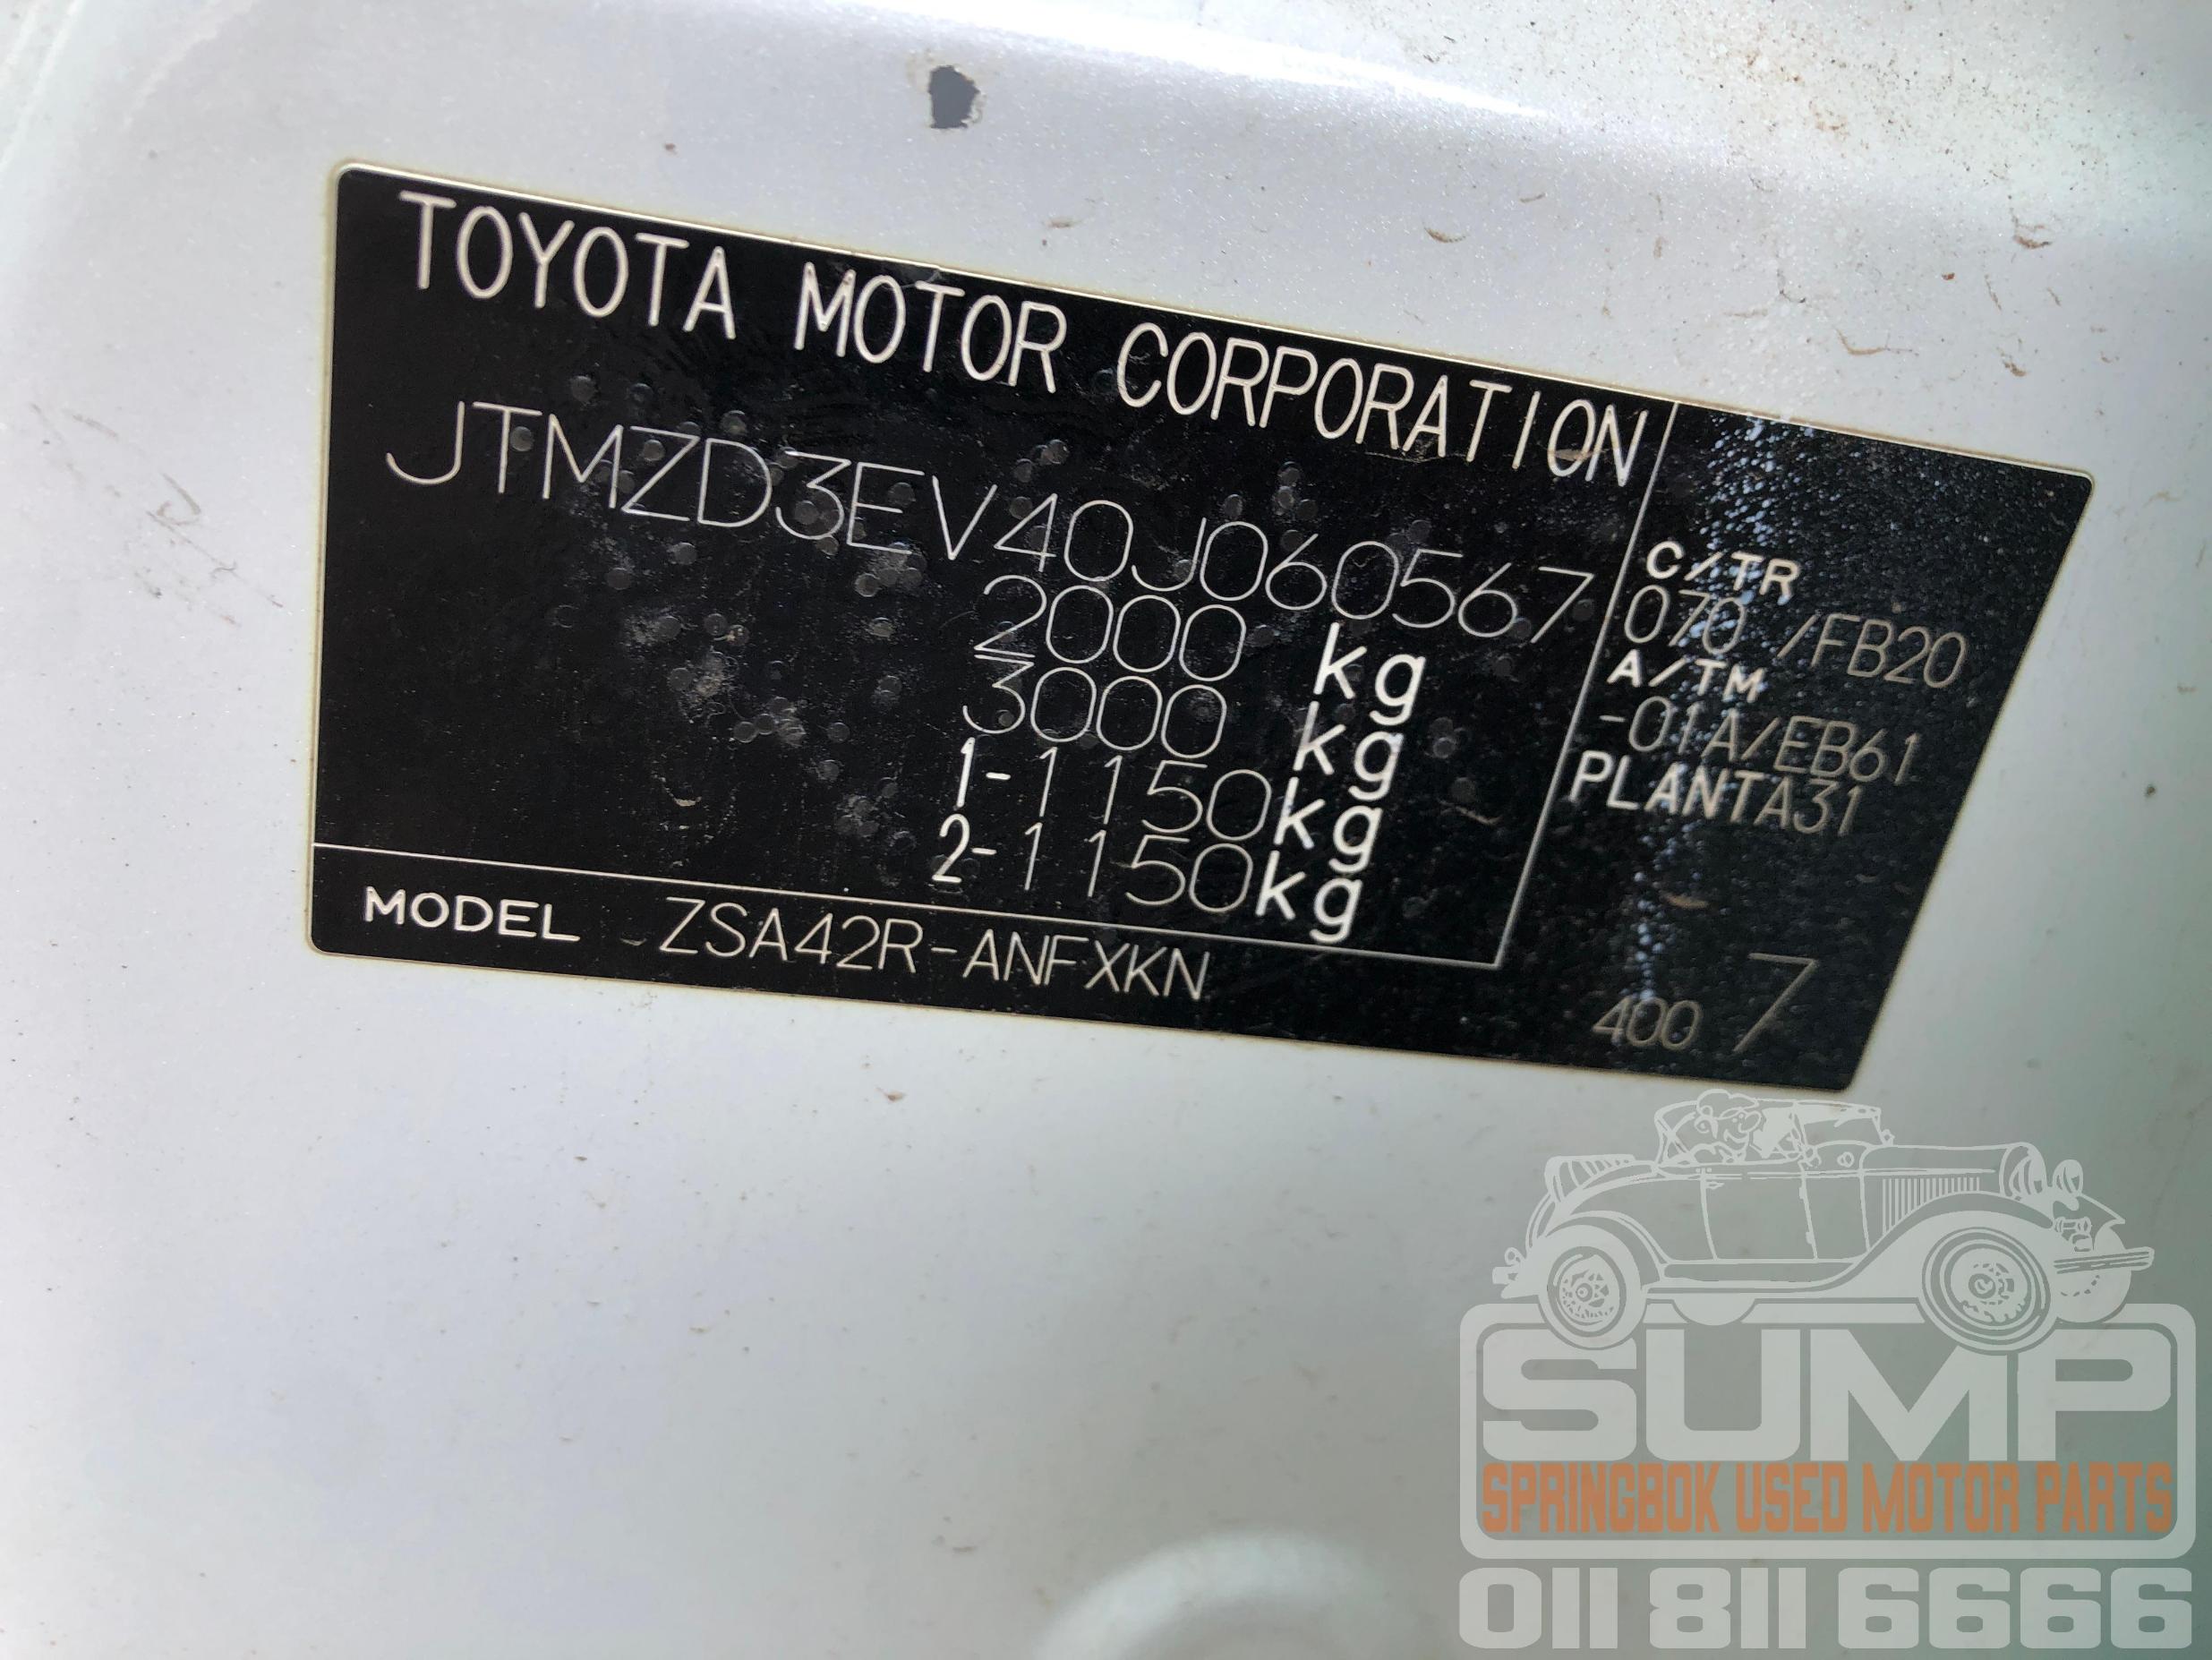 TOYOTA MOTOR CORPORATION
JTMZD3EV40J060567
2000 kg
3000 kg
1-1150kg
2-1150kg
C/TR
070 /FB20
A/TM
-01A/EB61
PLANTA31
MODEL ZSA42R-ANFXKN
400 7
SUMP
SPRINGBOK USED MOTOR PARTS
011 811 6666